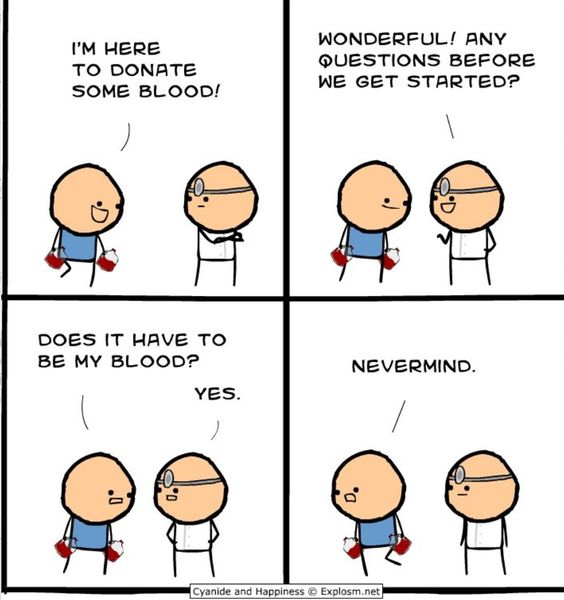 I'M HERE
TO DONATE
SOME BLOOD!
WONDERFUL! ANY
QUESTIONS BEFORE
WE GET STARTED?
DOES IT HAVE TO
BE MY BLOOD?
YES.
NEVERMIND.
Cyanide and Happiness © Explosm.net